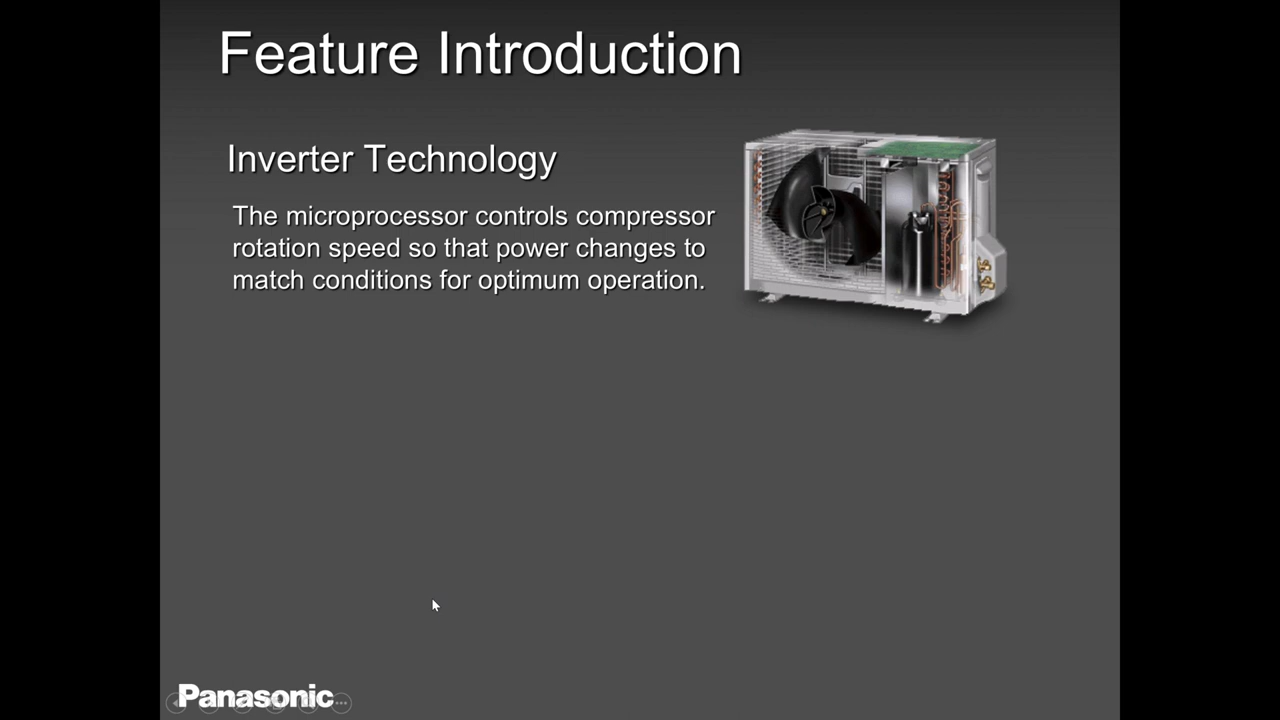 Feature Introduction
Inverter Technology
The microprocessor controls compressor
rotation speed so that power changes to
match conditions for optimum operation.
Panasonic